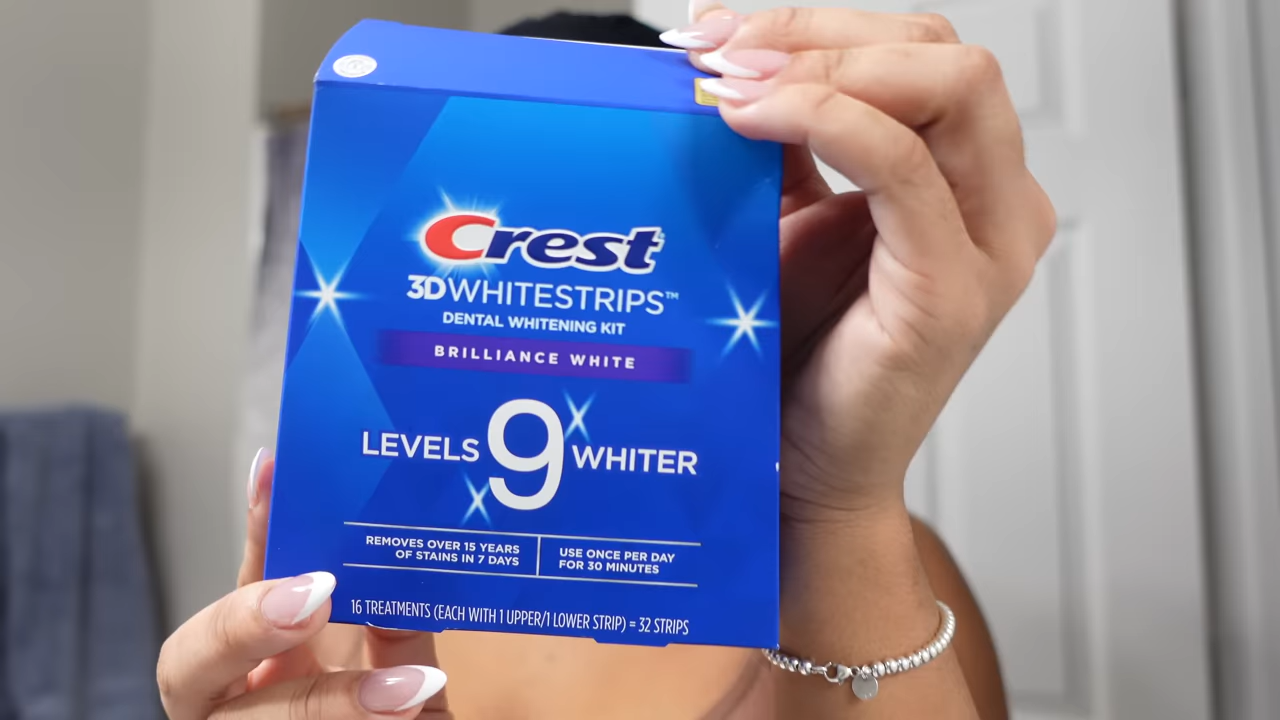 Crest
3DWHITESTRIPS™
DENTAL WHITENING KIT
BRILLIANCE WHITE
LEVELS 9 WHITER
REMOVES OVER 15 YEARS
OF STAINS IN 7 DAYS
USE ONCE PER DAY
FOR 30 MINUTES
16 TREATMENTS (EACH WITH 1 UPPER/1 LOWER STRIP) = 32 STRIPS